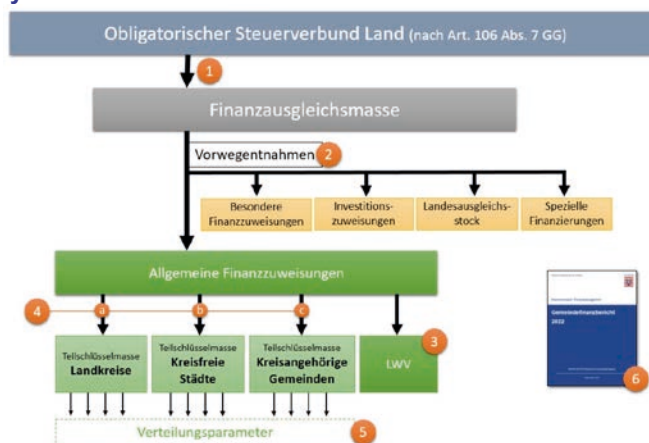 y
Obligatorischer Steuerverbund Land (nach Art. 106 Abs. 7 GG)
1
Finanzausgleichsmasse
Vorwegentnahmen 2
Besondere
Finanzzuweisungen
Investitions-
zuweisungen
Landesausgleichs-
stock
Spezielle
Finanzierungen
Allgemeine Finanzzuweisungen
4 a b c
Teilschlüsselmasse
Landkreise
Teilschlüsselmasse
Kreisfreie
Städte
Teilschlüsselmasse
Kreisangehörige
Gemeinden
3
LWV
Verteilungsparameter 5
Gemeindefinanzbericht
2022
6